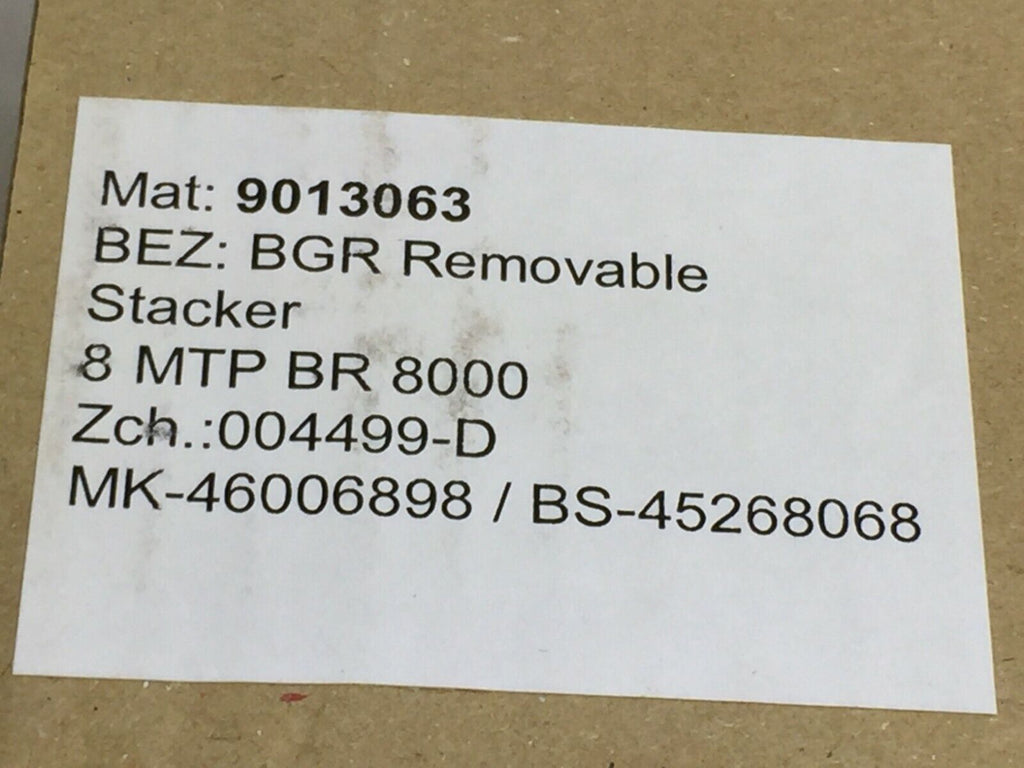 Mat: 9013063
BEZ: BGR Removable
Stacker
8 MTP BR 8000
Zch.:004499-D
MK-46006898 / BS-45268068